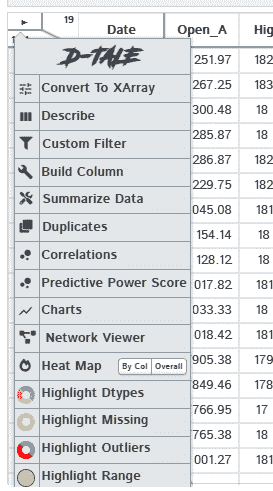 19
Date Open_A Hig
D-TALE
251.97 182
Convert To XArray 267.25 183
Describe 300.48 18
Custom Filter 285.87 18
286.87 182
Build Column 229.75 182
Summarize Data 045.08 181
Duplicates 154.14 18
Correlations 128.12 18
Predictive Power Score 017.82 181
Charts 033.33 18
Network Viewer 018.42 181
Heat Map By Col Overall 905.38 179
Highlight Dtypes 849.46 178
Highlight Missing 766.95 17
Highlight Outliers 765.38 18
001.27 181
Highlight Range